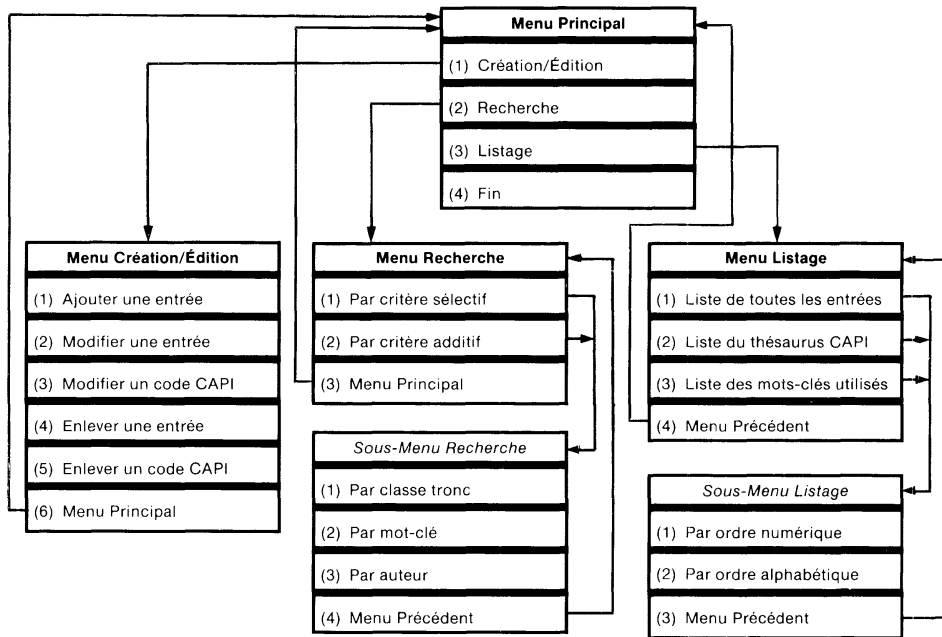 Menu Principal
(1) Création/Édition
(2) Recherche
(3) Listage
(4) Fin
Menu Création/Édition
(1) Ajouter une entrée
(2) Modifier une entrée
(3) Modifier un code CAPI
(4) Enlever une entrée
(5) Enlever un code CAPI
(6) Menu Principal
Menu Recherche
(1) Par critère sélectif
(2) Par critère additif
(3) Menu Principal
Sous-Menu Recherche
(1) Par classe tronc
(2) Par mot-clé
(3) Par auteur
(4) Menu Précédent
Menu Listage
(1) Liste de toutes les entrées
(2) Liste du thésaurus CAPI
(3) Liste des mots-clés utilisés
(4) Menu Précédent
Sous-Menu Listage
(1) Par ordre numérique
(2) Par ordre alphabétique
(3) Menu Précédent